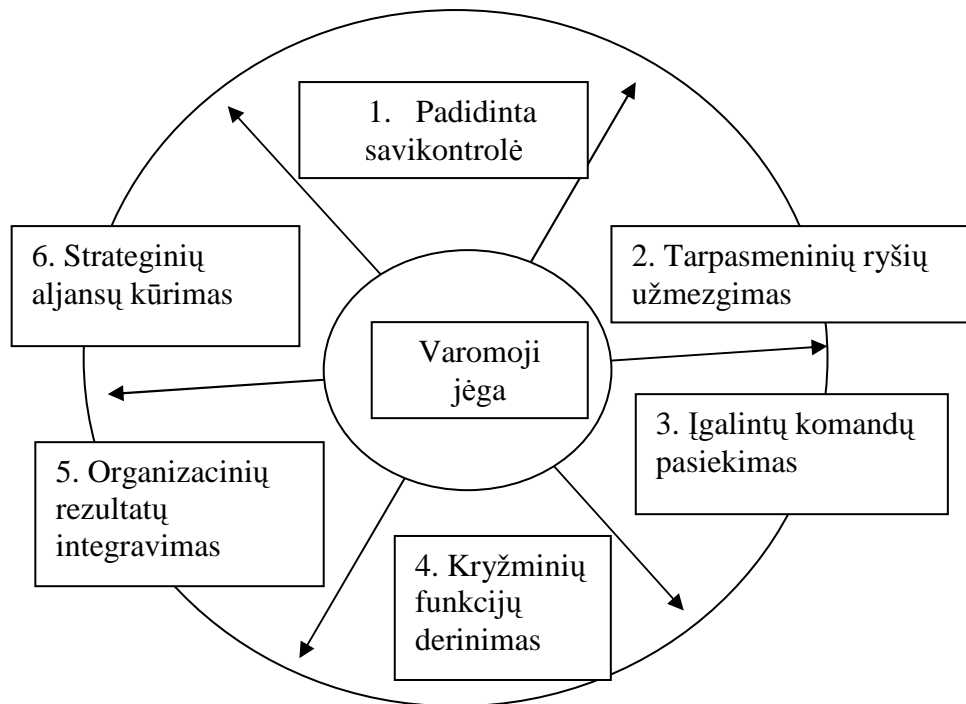 1. Padidinta
savikontrolė
2. Tarpasmeninių ryšių
užmezgimas
3. Įgalintų komandų
pasiekimas
4. Kryžminių
funkcijų
derinimas
5. Organizacinių
rezultatų
integravimas
6. Strateginių
aljansų kūrimas
Varomoji
jėga